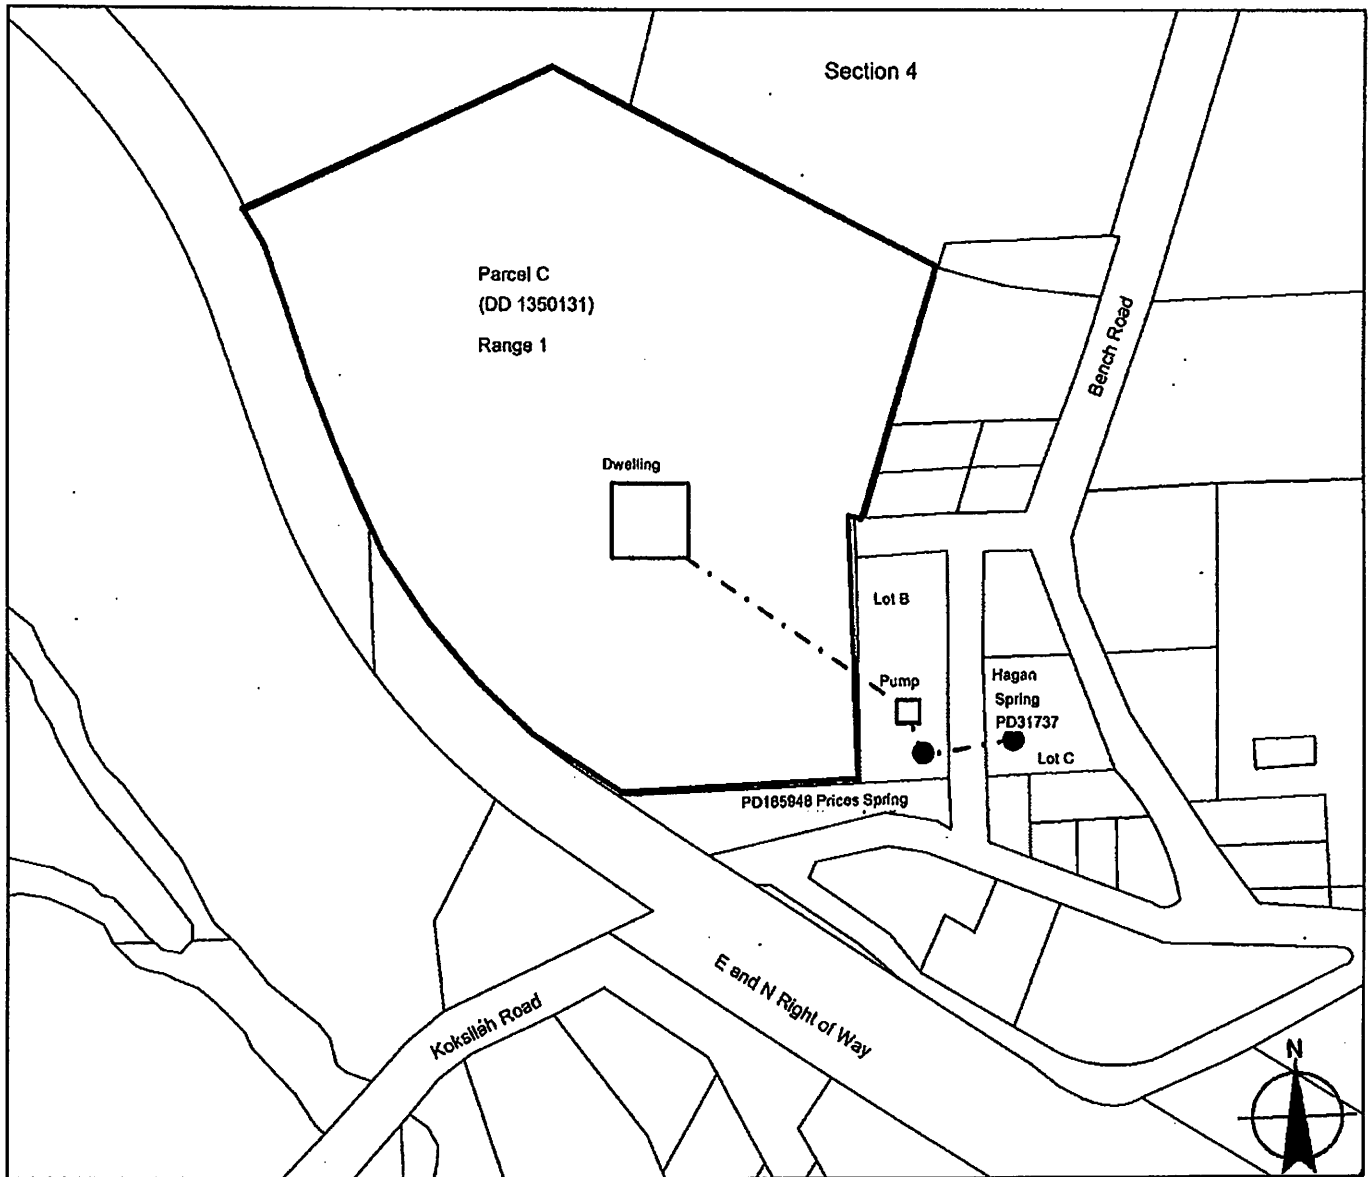 Section 4
Parcel C
(DD 1350131)
Range 1
Bench Road
Dwelling
Lot B
Pump
Hagan
Spring
PD31737
Lot C
PD165948 Prices Spring
E and N Right of Way
Koksilah Road
N